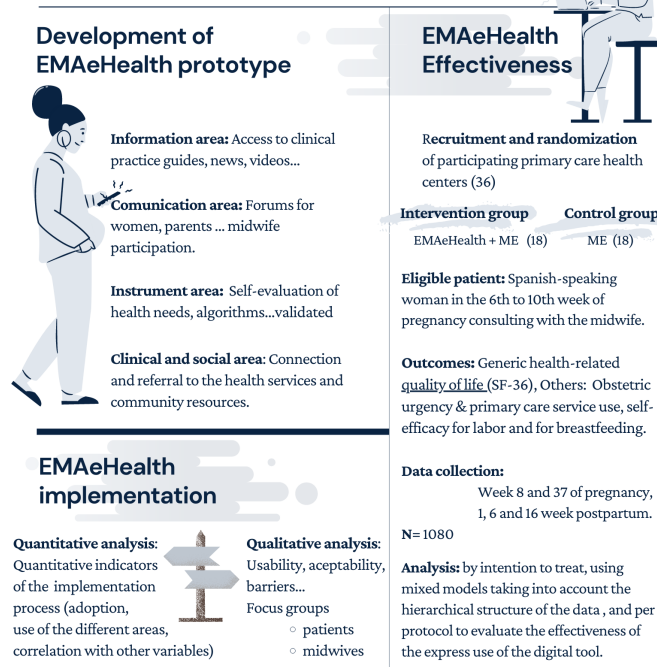 Development of
EMAeHealth prototype
Information area: Access to clinical
practice guides, news, videos...
Comunication area: Forums for
women, parents ... midwife
participation.
Instrument area: Self-evaluation of
health needs, algorithms...validated
Clinical and social area: Connection
and referral to the health services and
community resources.
EMAeHealth
implementation
Quantitative analysis:
Quantitative indicators
of the implementation
process (adoption,
use of the different areas,
correlation with other variables)
Qualitative analysis:
Usability, aceptability,
barriers...
Focus groups
○ patients
○ midwives
EMAeHealth
Effectiveness
Recruitment and randomization
of participating primary care health
centers (36)
Intervention group
EMAeHealth + ME (18)
Control group
ME (18)
Eligible patient: Spanish-speaking
woman in the 6th to 10th week of
pregnancy consulting with the midwife.
Outcomes: Generic health-related
quality of life (SF-36), Others: Obstetric
urgency & primary care service use, self-
efficacy for labor and for breastfeeding.
Data collection:
Week 8 and 37 of pregnancy,
1, 6 and 16 week postpartum.
N= 1080
Analysis: by intention to treat, using
mixed models taking into account the
hierarchical structure of the data , and per
protocol to evaluate the effectiveness of
the express use of the digital tool.